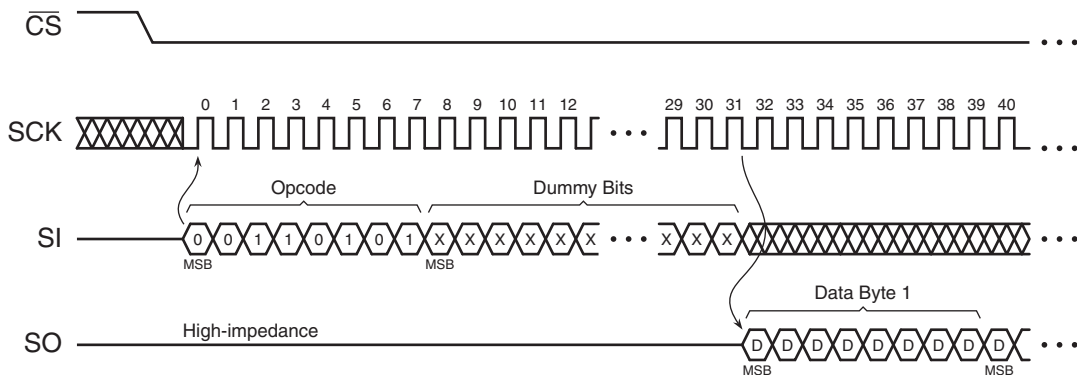 CS
0 1 2 3 4 5 6 7 8 9 10 11 12 29 30 31 32 33 34 35 36 37 38 39 40
SCK
Opcode Dummy Bits
SI 0 0 1 1 0 1 0 1 X X X X X X X X X
MSB MSB
Data Byte 1
High-impedance
SO D D D D D D D D D
MSB MSB